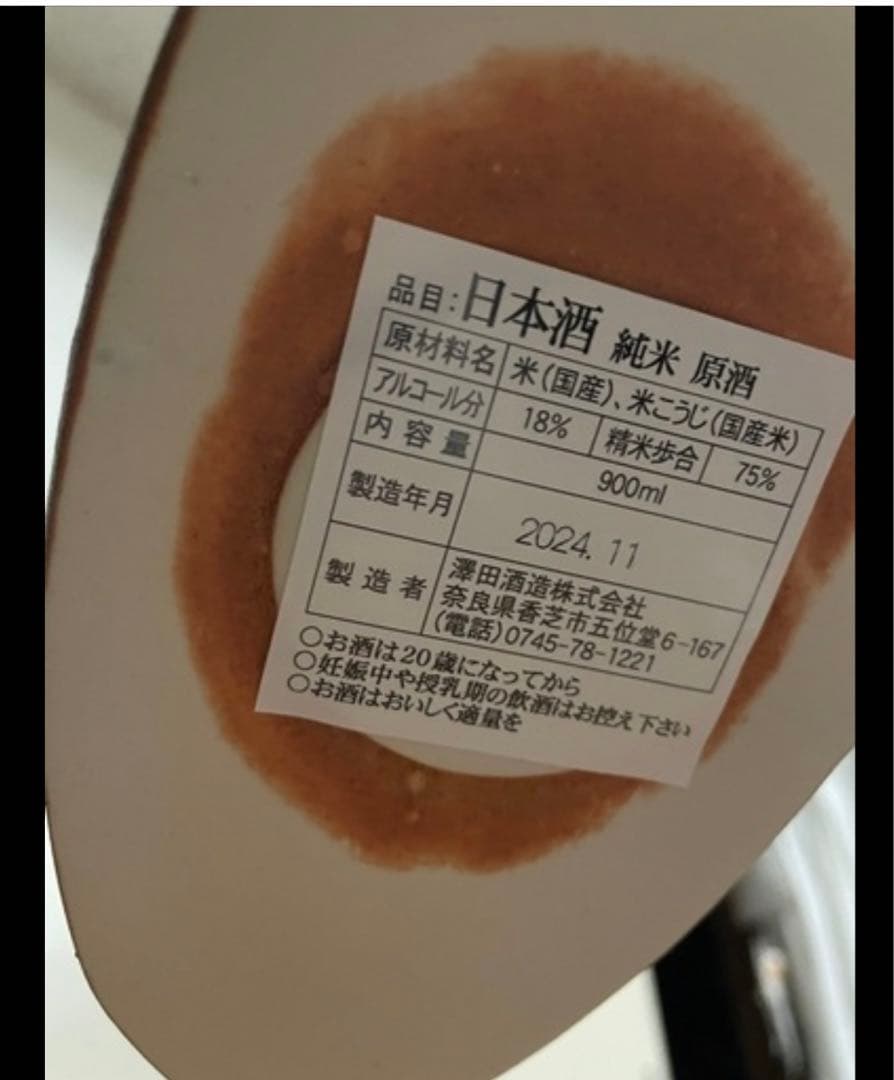 品目:日本酒 純米 原酒
原材料名 米(国産)、米こうじ(国産米)
アルコール分 18% 精米歩合 75%
内容量 900ml
製造年月 2024.11
製造者 澤田酒造株式会社
奈良県香芝市五位堂6-167
(電話)0745-78-1221
○お酒は20歳になってから
○妊娠中や授乳期の飲酒はお控え下さい
○お酒はおいしく適量を